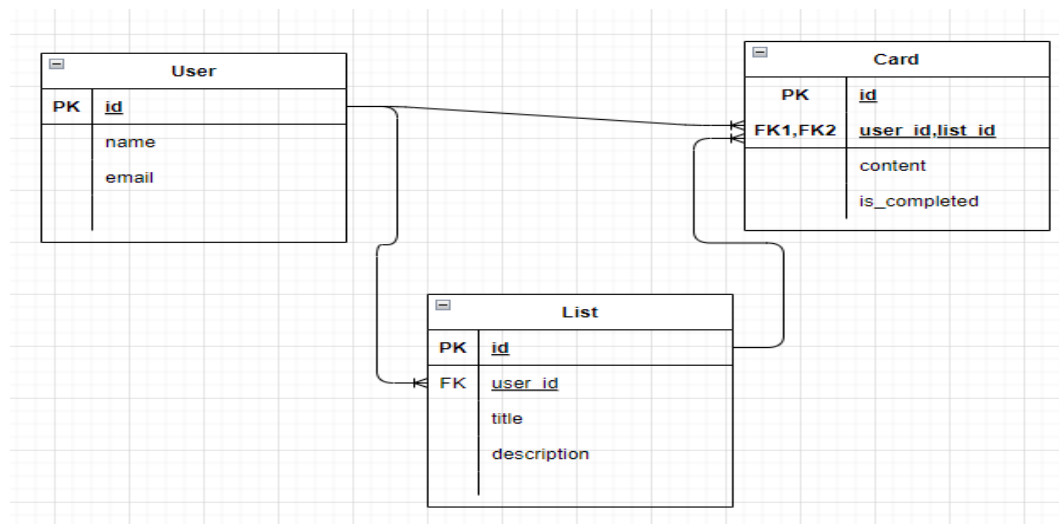 User
PK id
name
email
Card
PK id
FK1,FK2 user_id,list_id
content
is_completed
List
PK id
FK user_id
title
description